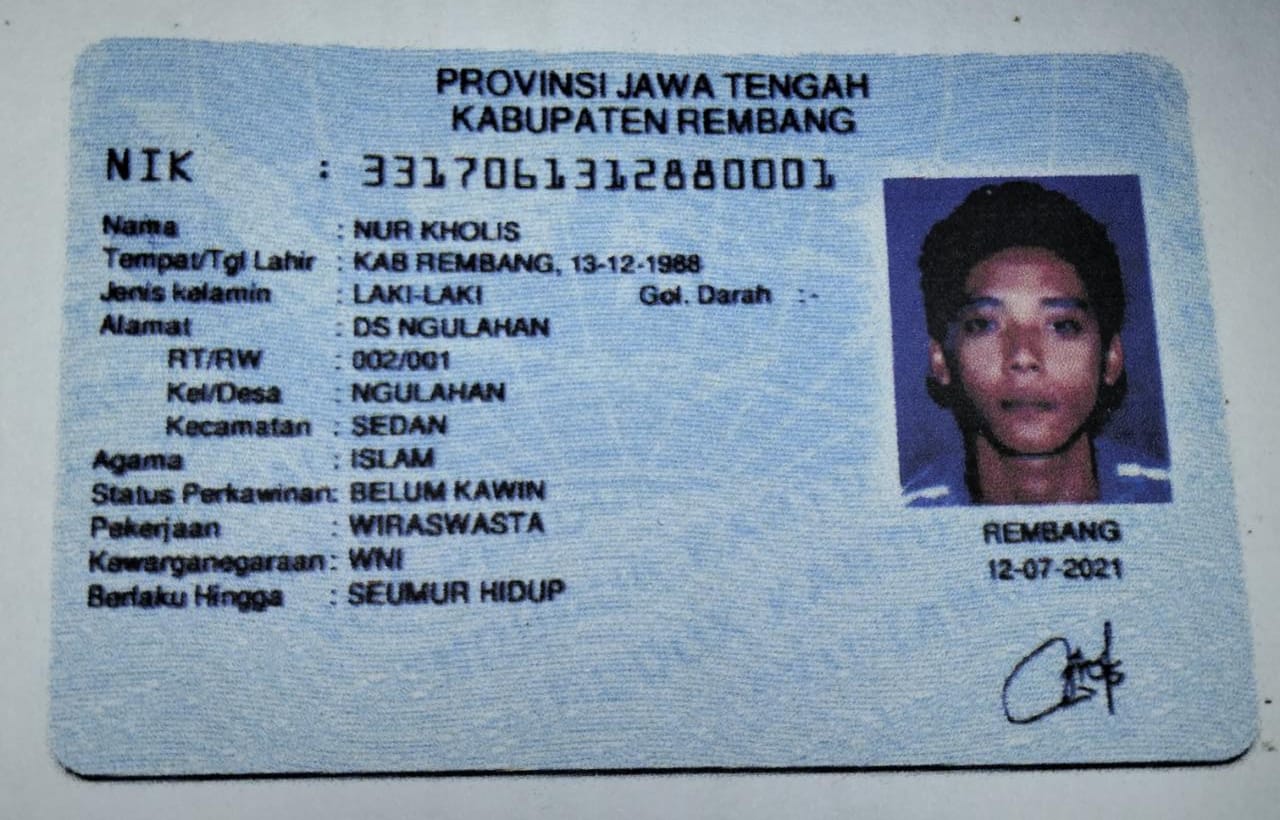 PROVINSI JAWA TENGAH
KABUPATEN REMBANG
NIK : 3317061312880001
Nama : NUR KHOLIS
Tempat/Tgl Lahir : KAB REMBANG, 13-12-1988
Jenis kelamin : LAKI-LAKI Gol. Darah : -
Alamat : DS NGULAHAN
RT/RW : 002/001
Kel/Desa : NGULAHAN
Kecamatan : SEDAN
Agama : ISLAM
Status Perkawinan: BELUM KAWIN
Pekerjaan : WIRASWASTA
Kewarganegaraan: WNI
Berlaku Hingga : SEUMUR HIDUP
REMBANG
12-07-2021